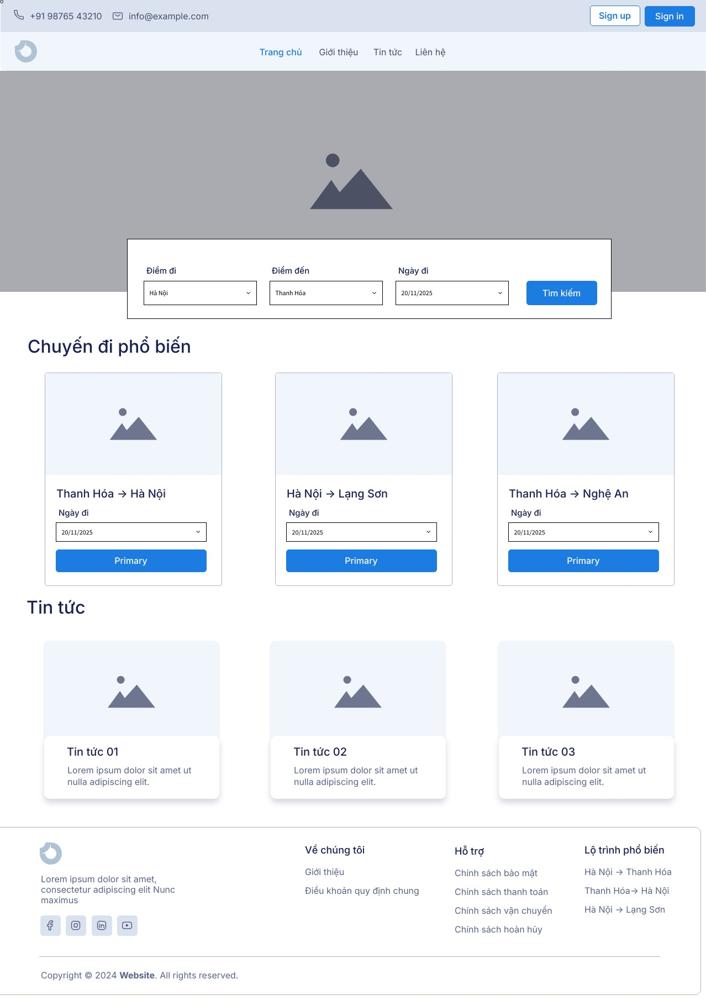 +91 98765 43210 info@example.com Sign up Sign in
Trang chủ Giới thiệu Tin tức Liên hệ
Điểm đi Điểm đến Ngày đi
Hà Nội Thanh Hóa 20/11/2025 Tìm kiếm
Chuyến đi phổ biến
Thanh Hóa → Hà Nội
Ngày đi
20/11/2025
Primary
Hà Nội → Lạng Sơn
Ngày đi
20/11/2025
Primary
Thanh Hóa → Nghệ An
Ngày đi
20/11/2025
Primary
Tin tức
Tin tức 01
Lorem ipsum dolor sit amet ut
nulla adipiscing elit.
Tin tức 02
Lorem ipsum dolor sit amet ut
nulla adipiscing elit.
Tin tức 03
Lorem ipsum dolor sit amet ut
nulla adipiscing elit.
Lorem ipsum dolor sit amet,
consectetur adipiscing elit Nunc
maximus
Về chúng tôi
Giới thiệu
Điều khoản quy định chung
Hỗ trợ
Chính sách bảo mật
Chính sách thanh toán
Chính sách vận chuyển
Chính sách hoàn hủy
Lộ trình phổ biến
Hà Nội → Thanh Hóa
Thanh Hóa→ Hà Nội
Hà Nội → Lạng Sơn
Copyright © 2024 Website. All rights reserved.